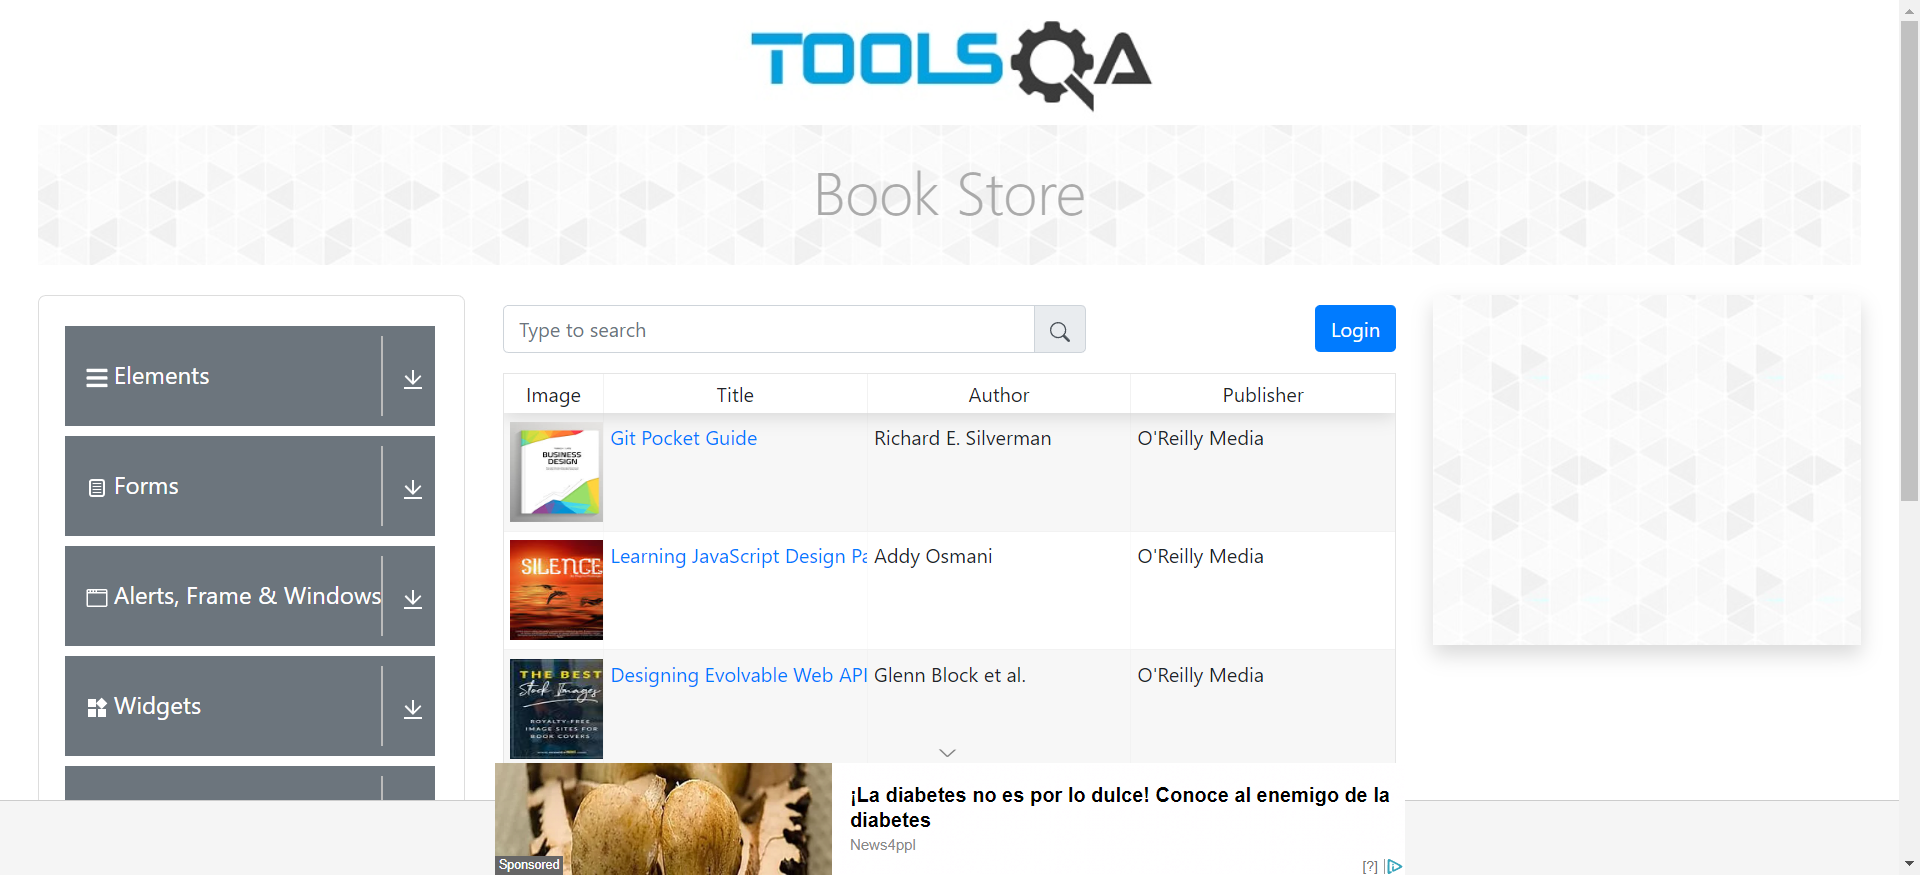 TOOLSQA
Book Store
Elements
Forms
Alerts, Frame & Windows
Widgets
Type to search
Login
Image Title Author Publisher
BUSINESS
DESIGN
Git Pocket Guide Richard E. Silverman O'Reilly Media
SILENCE
Learning JavaScript Design Pa Addy Osmani O'Reilly Media
THE BEST
Stock Images
ROYALTY-FREE
IMAGE SITES FOR
BOOK COVERS
Designing Evolvable Web API Glenn Block et al. O'Reilly Media
Sponsored
¡La diabetes no es por lo dulce! Conoce al enemigo de la
diabetes
News4ppl
[?]